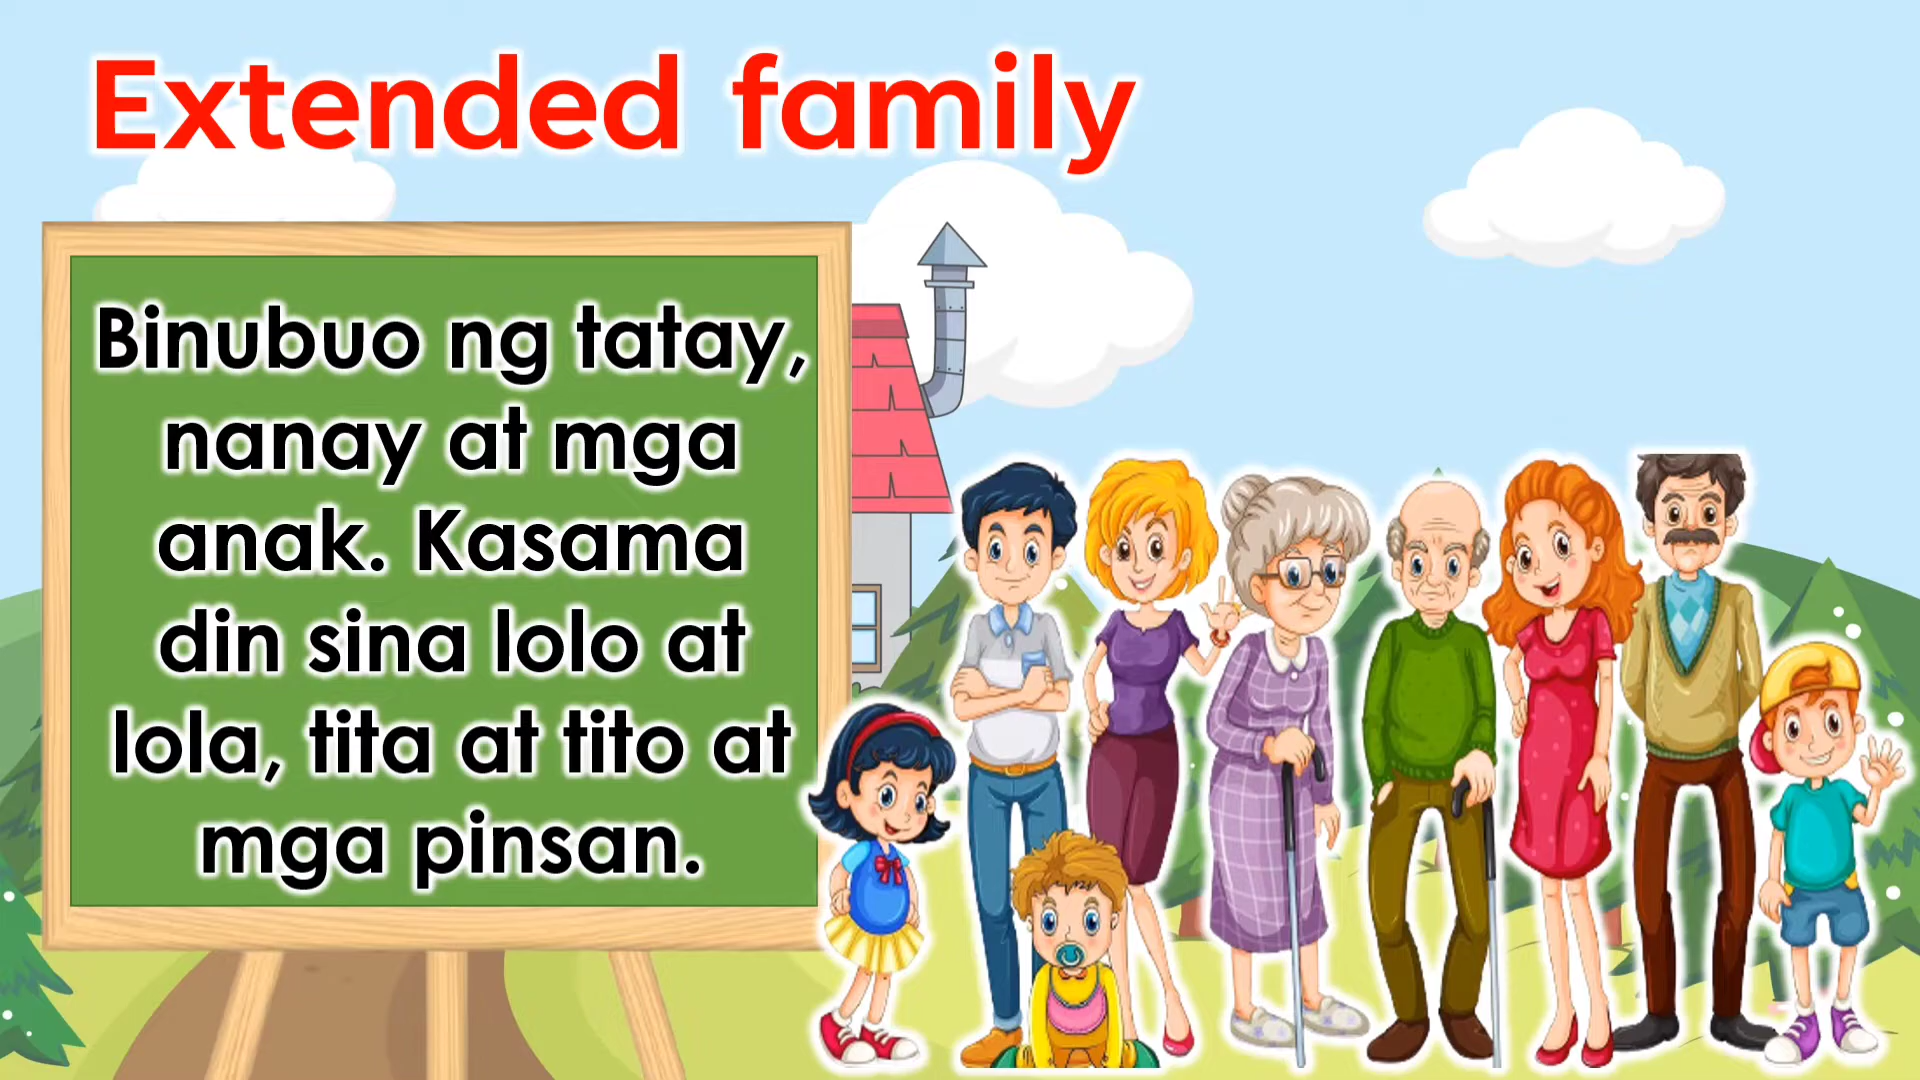 Extended family
Binubuo ng tatay,
nanay at mga
anak. Kasama
din sina lolo at
lola, tita at tito at
mga pinsan.